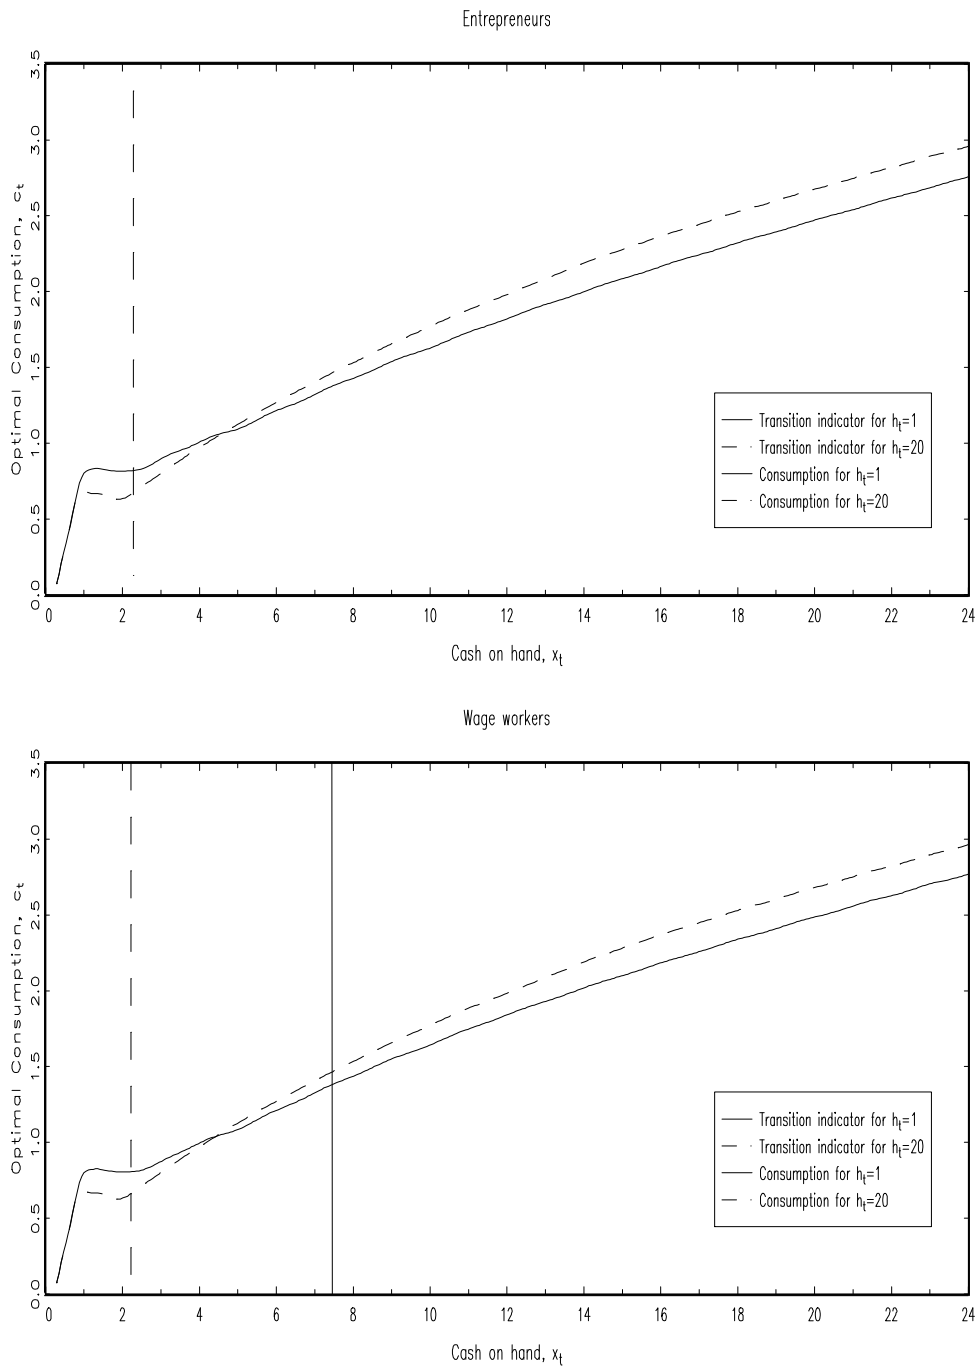 Entrepreneurs
Optimal Consumption, c_t
3.5
3.0
2.5
2.0
1.5
1.0
0.5
0.0
0 2 4 6 8 10 12 14 16 18 20 22 24
Cash on hand, x_t
Transition indicator for h_t=1
Transition indicator for h_t=20
Consumption for h_t=1
Consumption for h_t=20
Wage workers
Optimal Consumption, c_t
3.5
3.0
2.5
2.0
1.5
1.0
0.5
0.0
0 2 4 6 8 10 12 14 16 18 20 22 24
Cash on hand, x_t
Transition indicator for h_t=1
Transition indicator for h_t=20
Consumption for h_t=1
Consumption for h_t=20